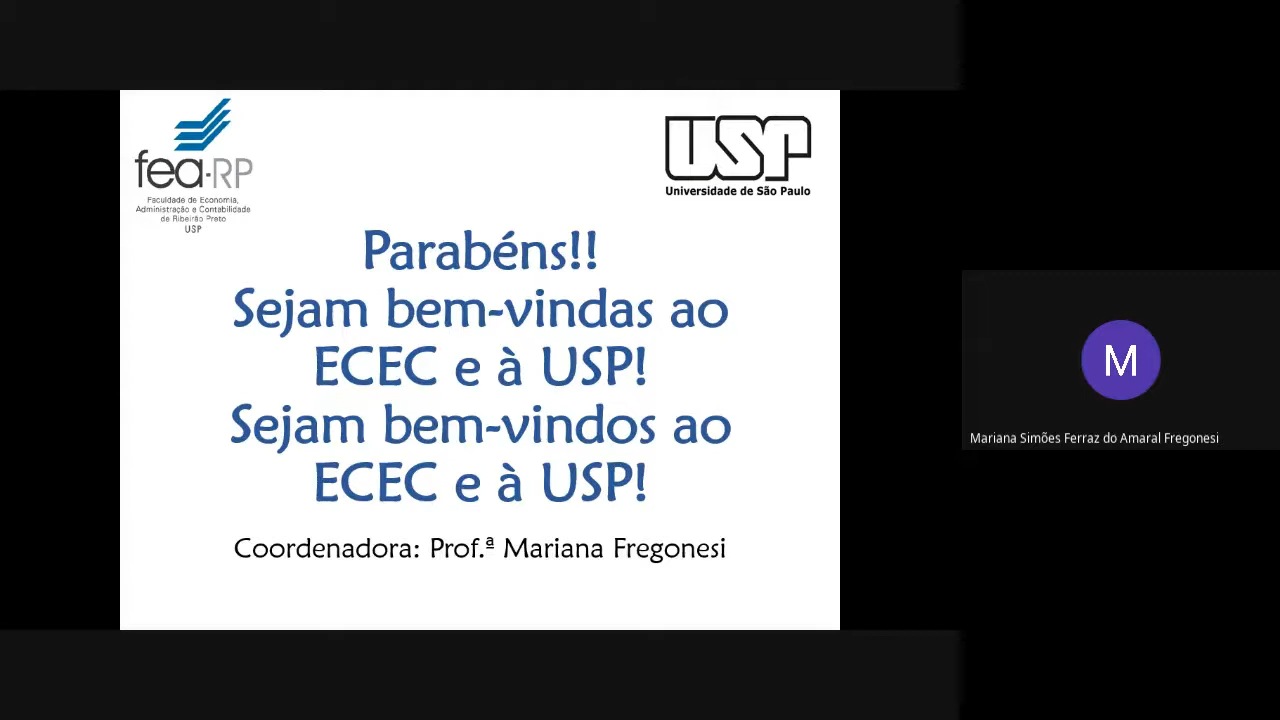 fea-RP
Faculdade de Economia,
Administração e Contabilidade
de Ribeirão Preto
USP
USP
Universidade de São Paulo
Parabéns!!
Sejam bem-vindas ao
ECEC e à USP!
Sejam bem-vindos ao
ECEC e à USP!
Coordenadora: Prof.ª Mariana Fregonesi
M
Mariana Simões Ferraz do Amaral Fregonesi